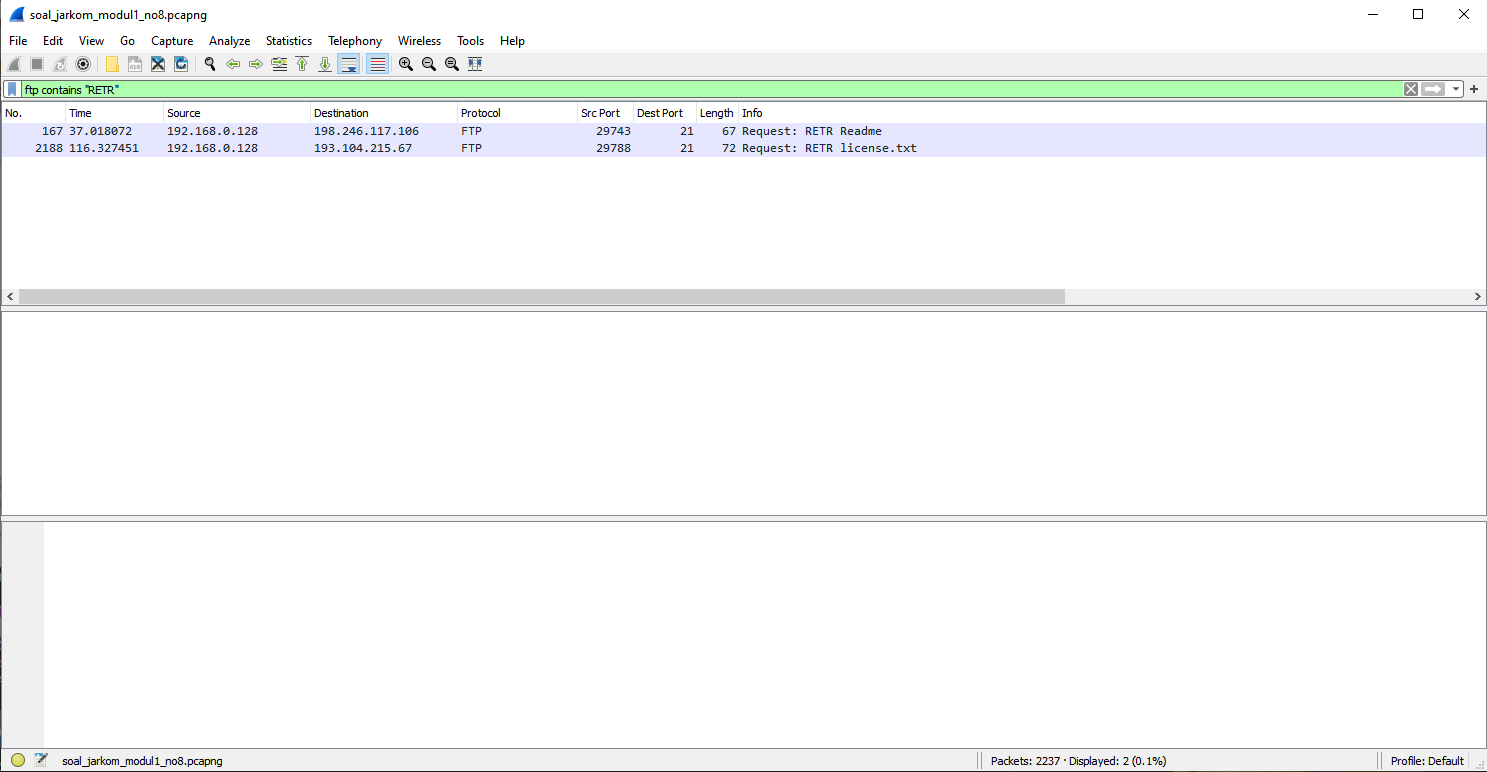 soal_jarkom_modul1_no8.pcapng
File Edit View Go Capture Analyze Statistics Telephony Wireless Tools Help
ftp contains "RETR"
No. Time Source Destination Protocol Src Port Dest Port Length Info
167 37.018072 192.168.0.128 198.246.117.106 FTP 29743 21 67 Request: RETR Readme
2188 116.327451 192.168.0.128 193.104.215.67 FTP 29788 21 72 Request: RETR license.txt
soal_jarkom_modul1_no8.pcapng Packets: 2237 · Displayed: 2 (0.1%) Profile: Default